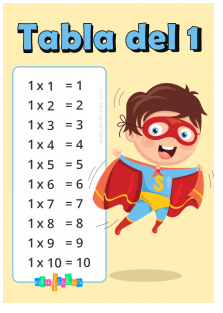 Tabla del 1
1 x 1 = 1
1 x 2 = 2
1 x 3 = 3
1 x 4 = 4
1 x 5 = 5
1 x 6 = 6
1 x 7 = 7
1 x 8 = 8
1 x 9 = 9
1 x 10 = 10
edufichas
S